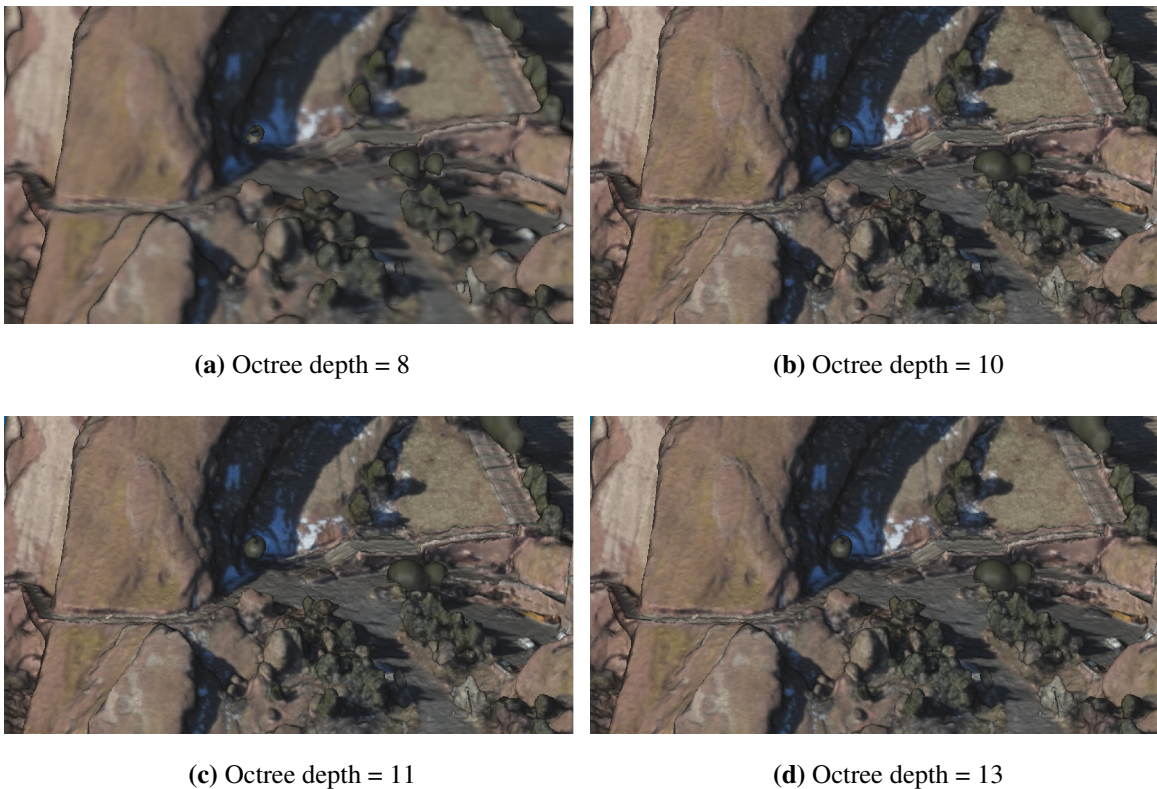 (a) Octree depth = 8
(b) Octree depth = 10
(c) Octree depth = 11
(d) Octree depth = 13